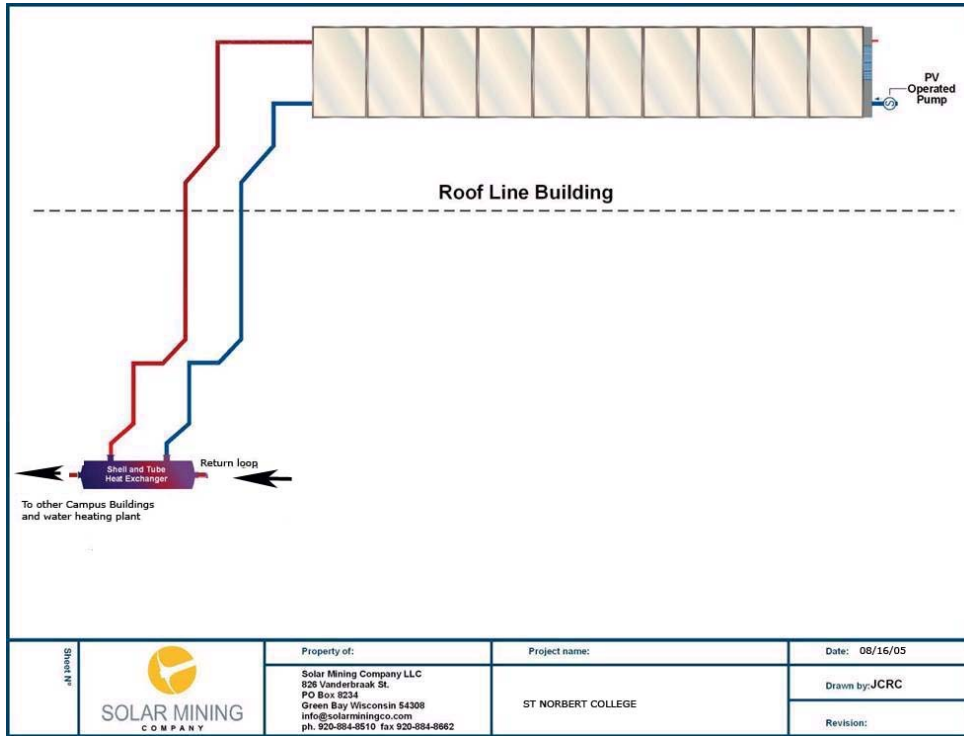 PV
Operated
Pump
Roof Line Building
Shell and Tube
Heat Exchanger
Return loop
To other Campus Buildings
and water heating plant
Sheet Nº
SOLAR MINING
COMPANY
Property of:
Solar Mining Company LLC
826 Vanderbraak St.
PO Box 8234
Green Bay Wisconsin 54308
info@solarminingco.com
ph. 920-884-8510 fax 920-884-8662
Project name:
ST NORBERT COLLEGE
Date: 08/16/05
Drawn by: JCRC
Revision: